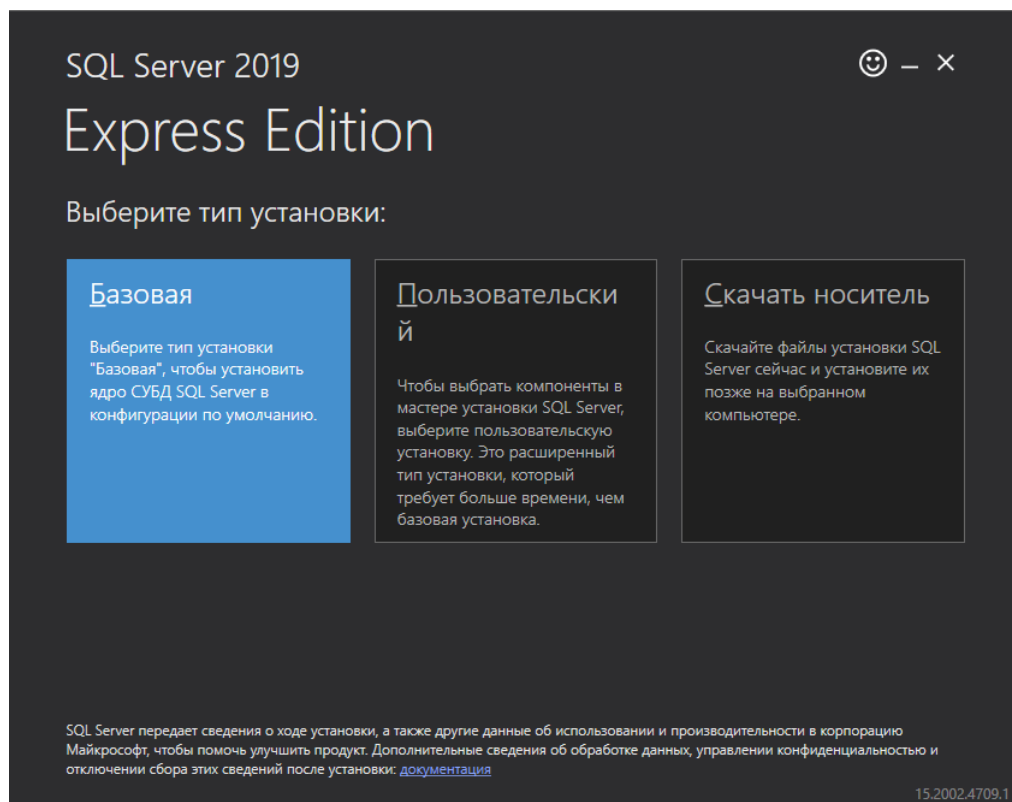 SQL Server 2019
Express Edition
Выберите тип установки:
Базовая
Выберите тип установки
"Базовая", чтобы установить
ядро СУБД SQL Server в
конфигурации по умолчанию.
Пользовательски
й
Чтобы выбрать компоненты в
мастере установки SQL Server,
выберите пользовательскую
установку. Это расширенный
тип установки, который
требует больше времени, чем
базовая установка.
Скачать носитель
Скачайте файлы установки SQL
Server сейчас и установите их
позже на выбранном
компьютере.
SQL Server передает сведения о ходе установки, а также другие данные об использовании и производительности в корпорацию
Майкрософт, чтобы помочь улучшить продукт. Дополнительные сведения об обработке данных, управлении конфиденциальностью и
отключении сбора этих сведений после установки: документация
15.2002.4709.1